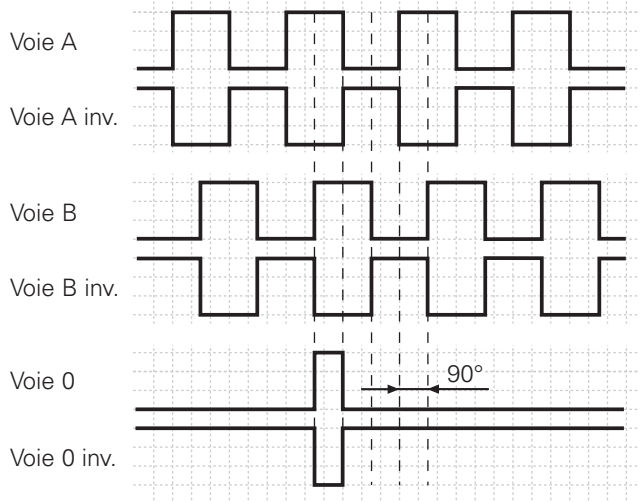 Voie A
Voie A inv.
Voie B
Voie B inv.
Voie 0
90°
Voie 0 inv.